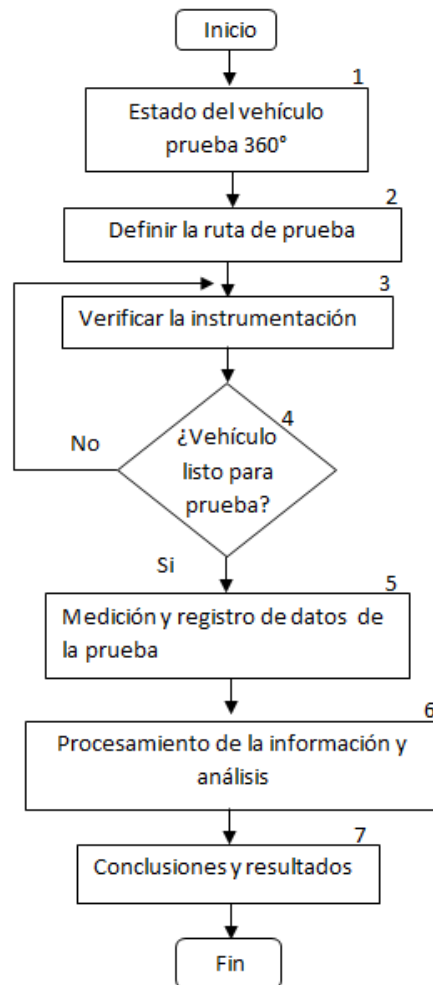 Inicio
1
Estado del vehículo
prueba 360°
2
Definir la ruta de prueba
3
Verificar la instrumentación
4
¿Vehículo
listo para
prueba?
No
Si
5
Medición y registro de datos de
la prueba
6
Procesamiento de la información y
análisis
7
Conclusiones y resultados
Fin